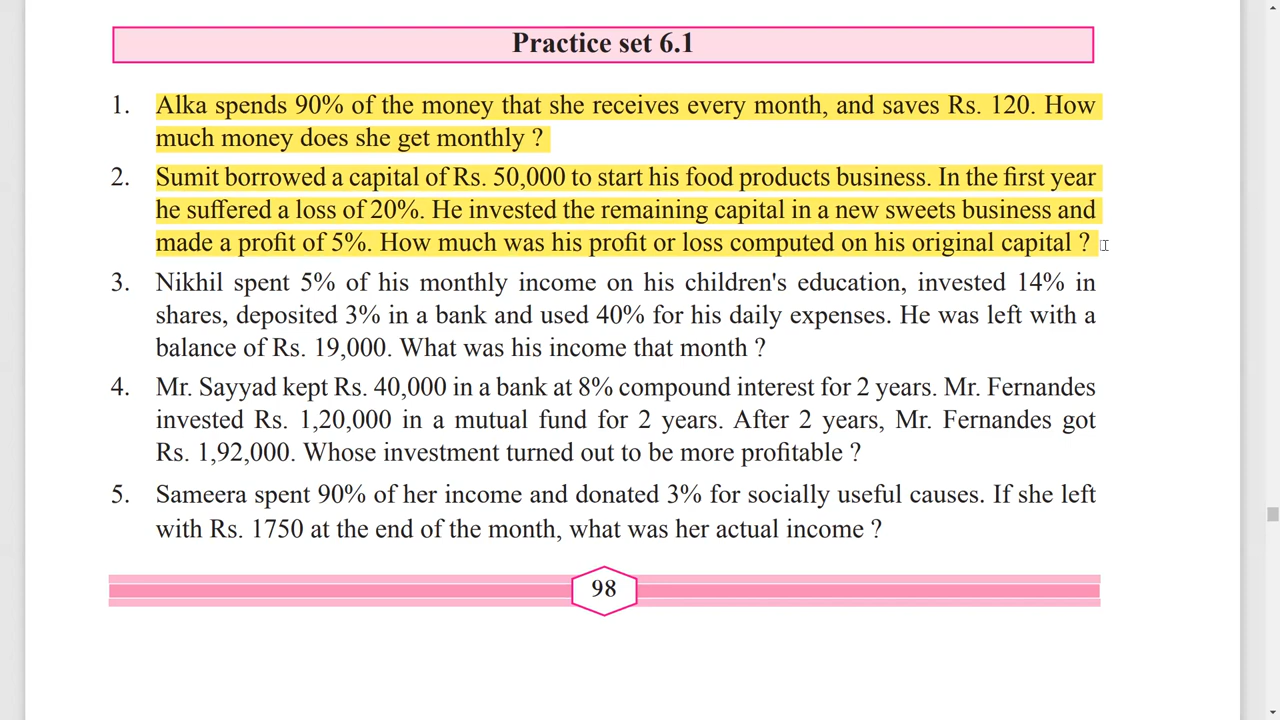 Practice set 6.1
1. Alka spends 90% of the money that she receives every month, and saves Rs. 120. How
much money does she get monthly ?
2. Sumit borrowed a capital of Rs. 50,000 to start his food products business. In the first year
he suffered a loss of 20%. He invested the remaining capital in a new sweets business and
made a profit of 5%. How much was his profit or loss computed on his original capital ?
3. Nikhil spent 5% of his monthly income on his children's education, invested 14% in
shares, deposited 3% in a bank and used 40% for his daily expenses. He was left with a
balance of Rs. 19,000. What was his income that month ?
4. Mr. Sayyad kept Rs. 40,000 in a bank at 8% compound interest for 2 years. Mr. Fernandes
invested Rs. 1,20,000 in a mutual fund for 2 years. After 2 years, Mr. Fernandes got
Rs. 1,92,000. Whose investment turned out to be more profitable ?
5. Sameera spent 90% of her income and donated 3% for socially useful causes. If she left
with Rs. 1750 at the end of the month, what was her actual income ?
98